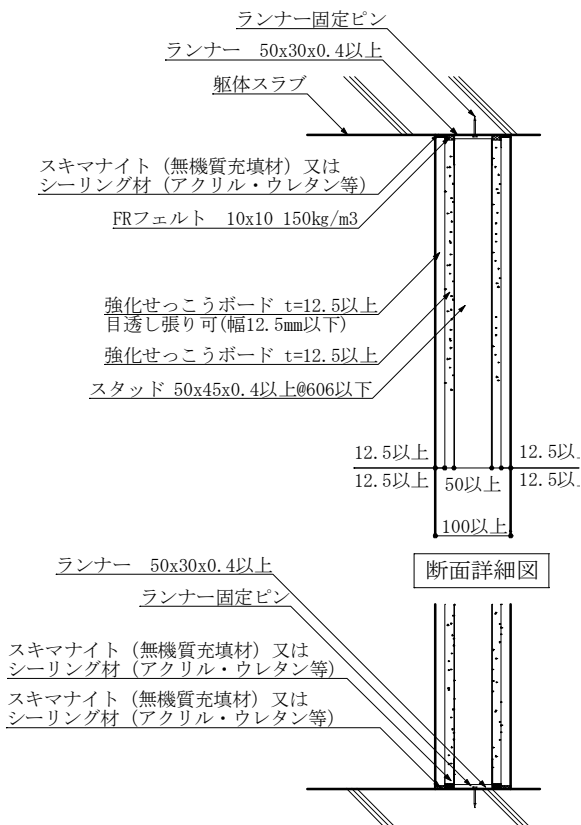 ランナー固定ピン
ランナー 50x30x0.4以上
躯体スラブ
スキマナイト（無機質充填材）又は
シーリング材（アクリル・ウレタン等）
FRフェルト 10x10 150kg/m3
強化せっこうボード t=12.5以上
目透し張り可(幅12.5mm以下)
強化せっこうボード t=12.5以上
スタッド 50x45x0.4以上@606以下
12.5以上 12.5以上
12.5以上 50以上 12.5以上
100以上
断面詳細図
ランナー 50x30x0.4以上
ランナー固定ピン
スキマナイト（無機質充填材）又は
シーリング材（アクリル・ウレタン等）
スキマナイト（無機質充填材）又は
シーリング材（アクリル・ウレタン等）